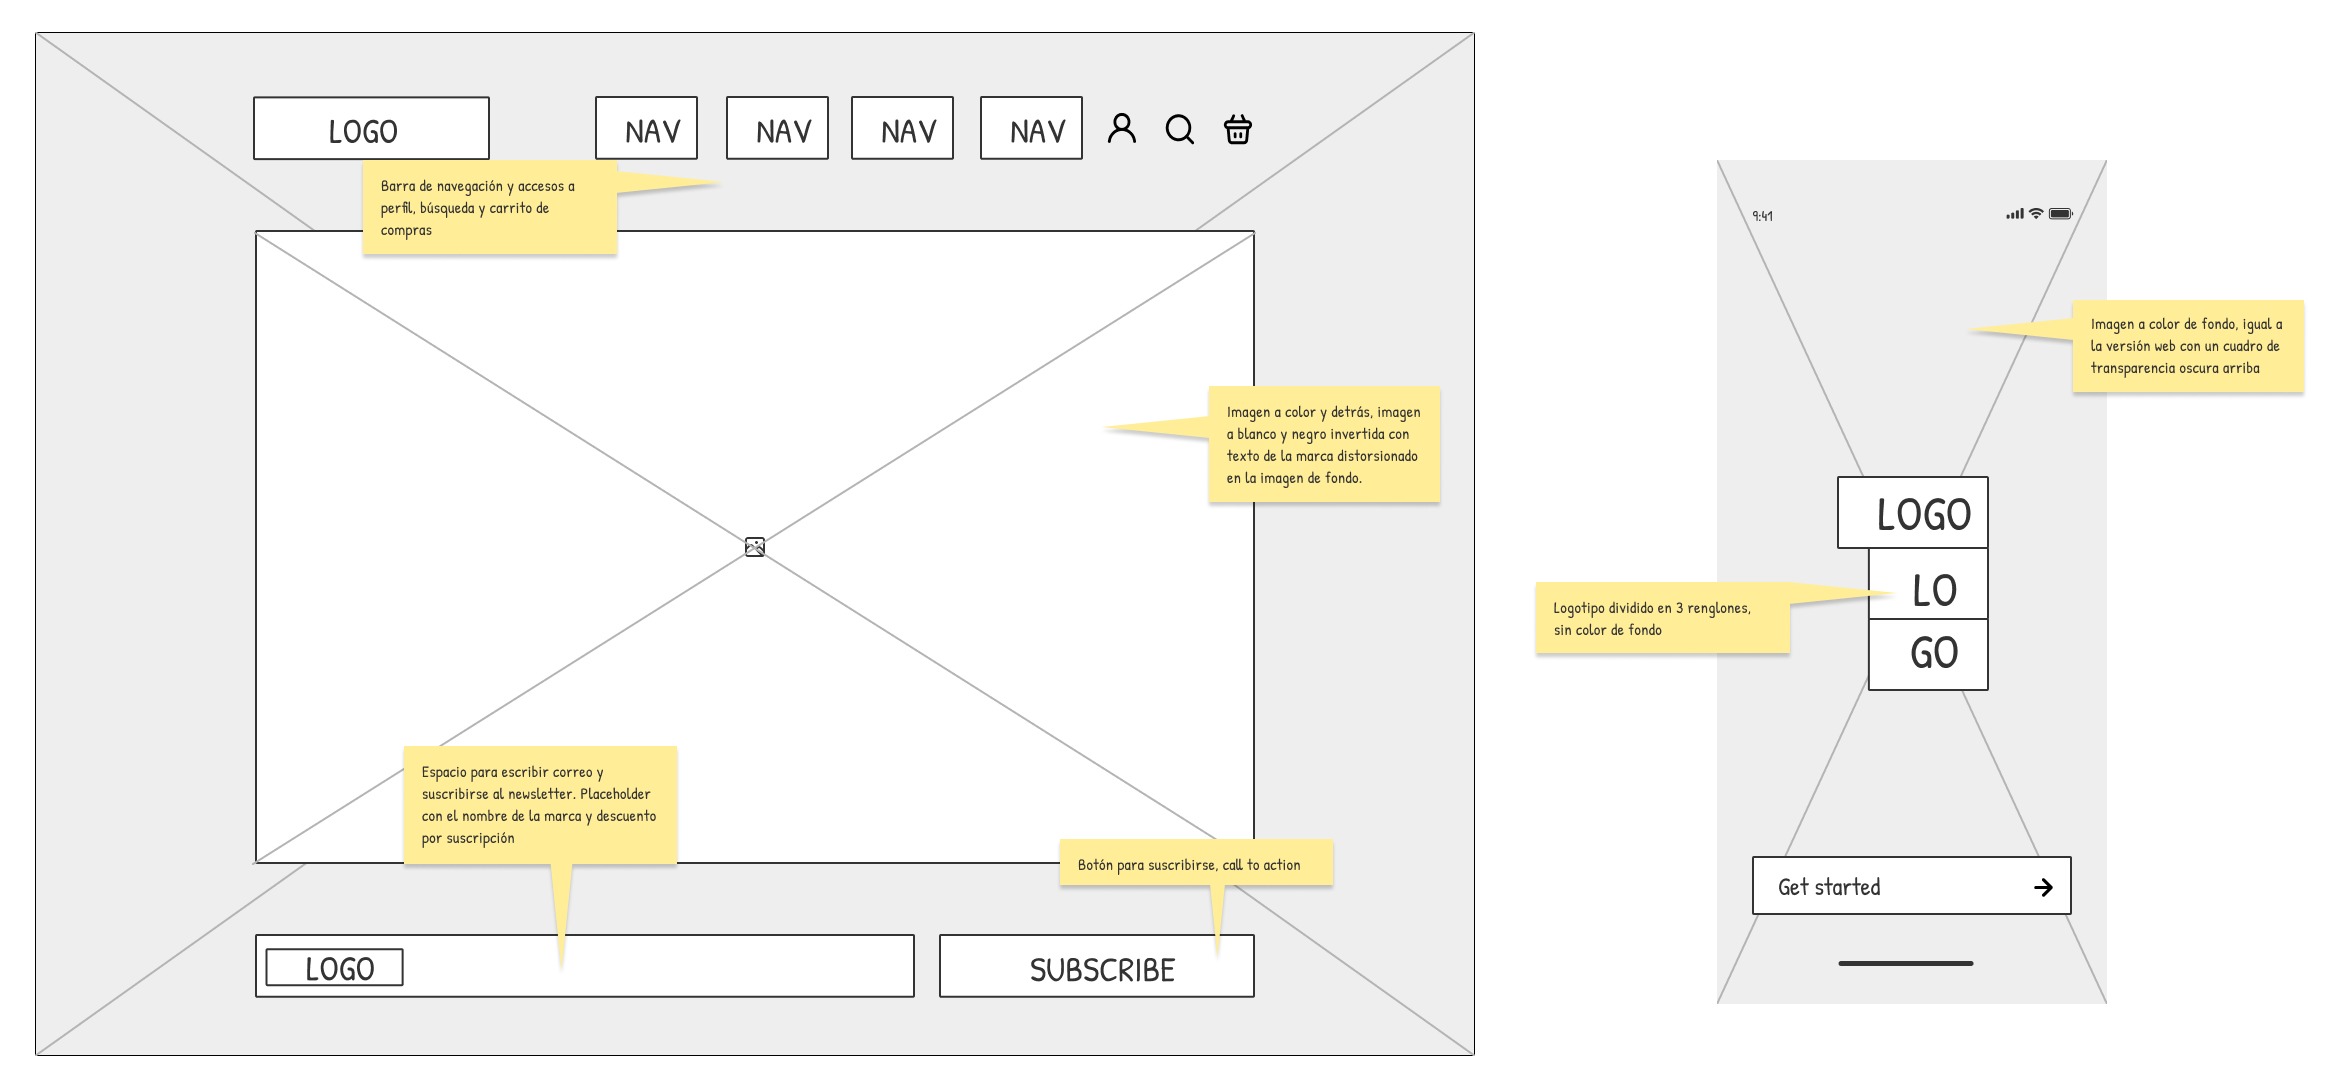 LOGO
NAV
NAV
NAV
NAV
Barra de navegación y accesos a
perfil, búsqueda y carrito de
compras
Imagen a color y detrás, imagen
a blanco y negro invertida con
texto de la marca distorsionado
en la imagen de fondo.
Espacio para escribir correo y
suscribirse al newsletter. Placeholder
con el nombre de la marca y descuento
por suscripción
Botón para suscribirse, call to action
LOGO
SUBSCRIBE
9:41
Imagen a color de fondo, igual a
la versión web con un cuadro de
transparencia oscura arriba
LOGO
LO
GO
Logotipo dividido en 3 renglones,
sin color de fondo
Get started